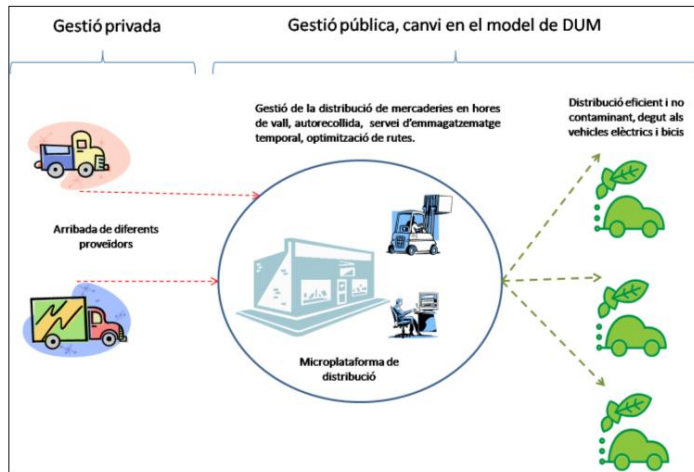 Gestió privada
Gestió pública, canvi en el model de DUM
Gestió de la distribució de mercaderies en hores
de vall, autorecollida, servei d'emmagatzematge
temporal, optimització de rutes.
Distribució eficient i no
contaminant, degut als
vehicles elèctrics i bicis
Arribada de diferents
proveïdors
Microplataforma de
distribució